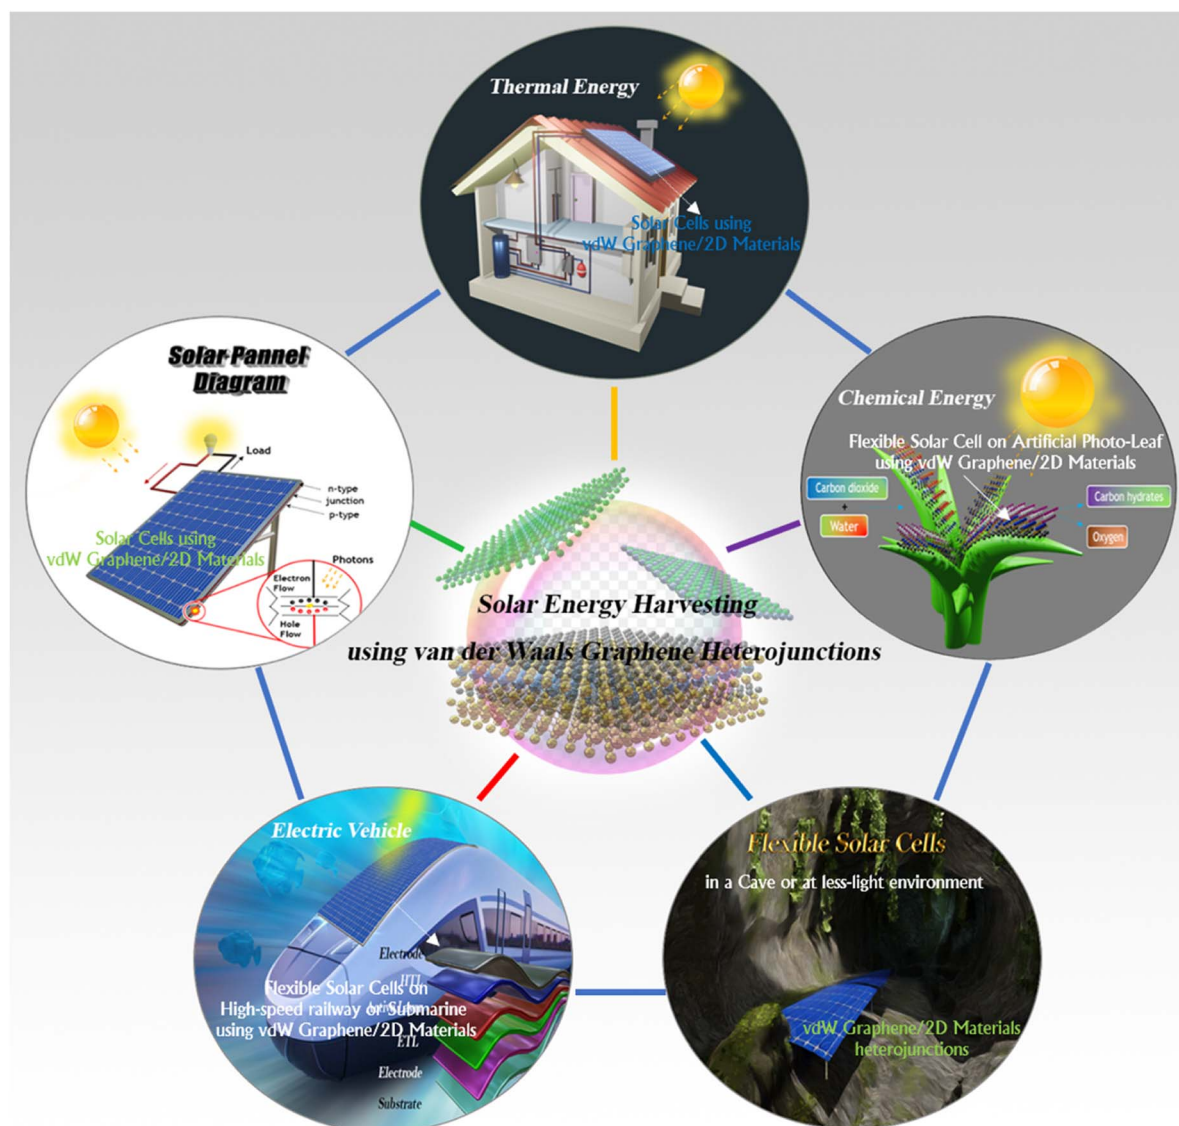 Thermal Energy
Solar Cells using
vdW Graphene/2D Materials
Solar Pannel
Diagram
Load
n-type
junction
p-type
Solar Cells using
vdW Graphene/2D Materials
Photons
Electron
Flow
Hole
Flow
Chemical Energy
Flexible Solar Cell on Artificial Photo-Leaf
using vdW Graphene/2D Materials
Carbon dioxide
+
Water
Carbon hydrates
Oxygen
Solar Energy Harvesting
using van der Waals Graphene Heterojunctions
Electric Vehicle
Electrode
HTL
Flexible Solar Cells on
High-speed railway or Submarine
using vdW Graphene/2D Materials
ETL
Electrode
Substrate
Flexible Solar Cells
in a Cave or at less-light environment
vdW Graphene/2D Materials
heterojunctions